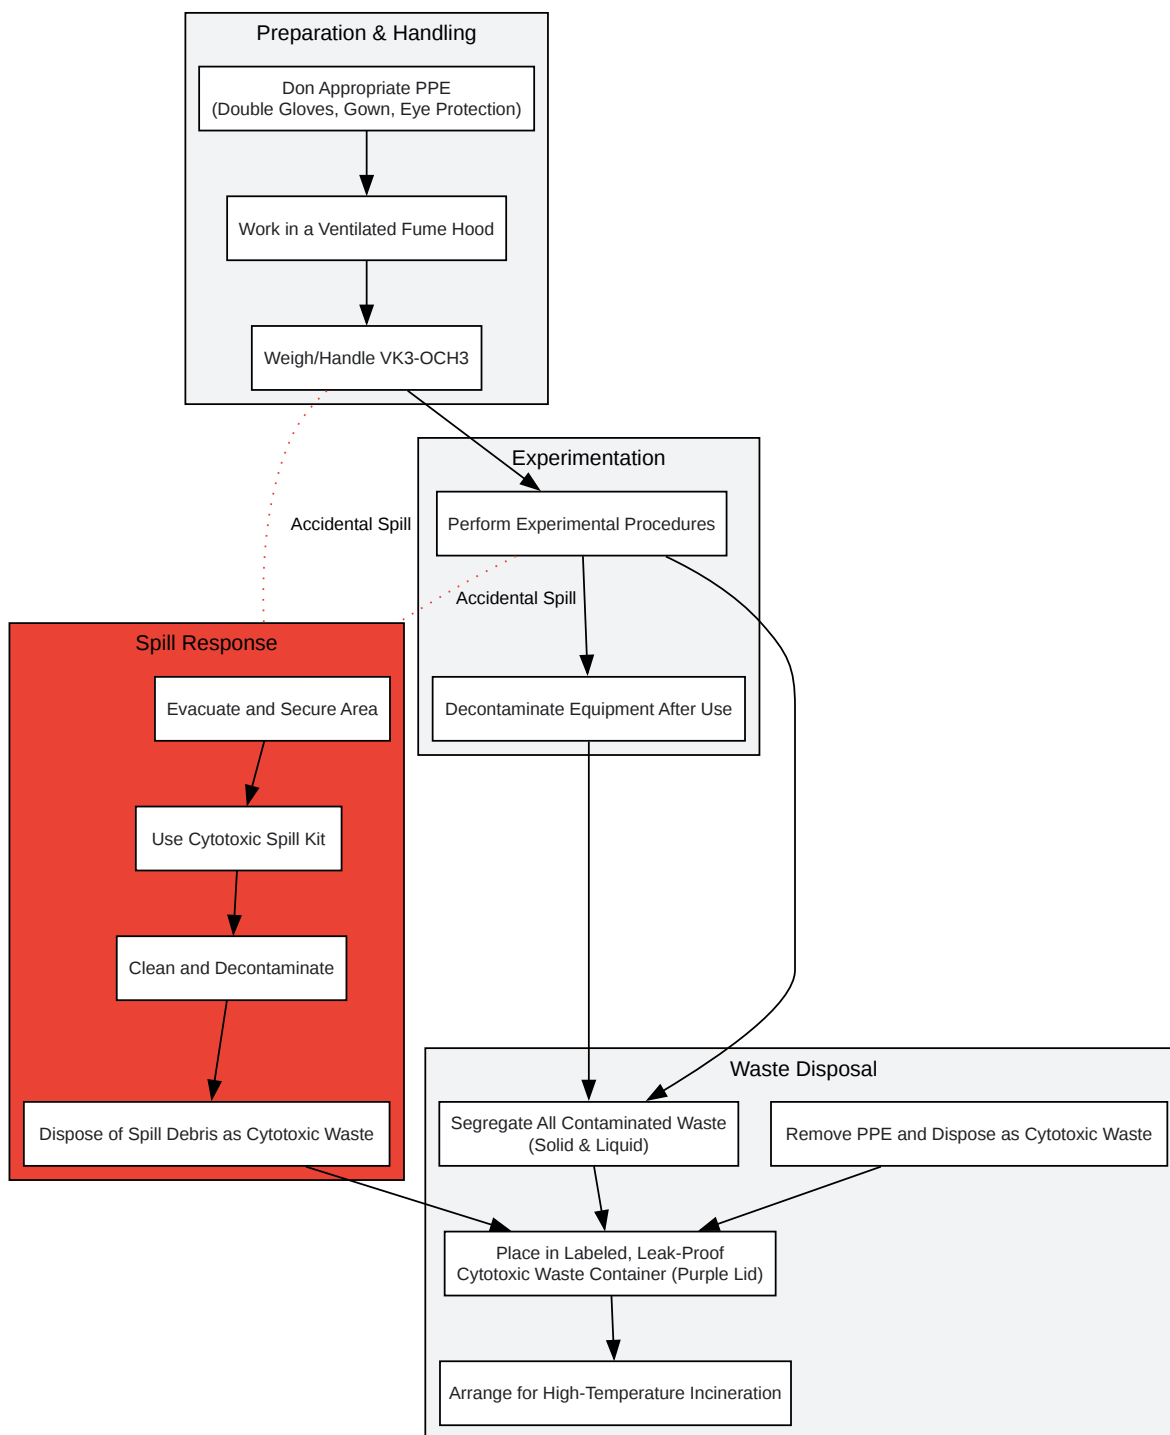 Preparation & Handling
Don Appropriate PPE
(Double Gloves, Gown, Eye Protection)
Work in a Ventilated Fume Hood
Weigh/Handle VK3-OCH3
Experimentation
Perform Experimental Procedures
Accidental Spill
Accidental Spill
Decontaminate Equipment After Use
Spill Response
Evacuate and Secure Area
Use Cytotoxic Spill Kit
Clean and Decontaminate
Dispose of Spill Debris as Cytotoxic Waste
Waste Disposal
Segregate All Contaminated Waste
(Solid & Liquid)
Remove PPE and Dispose as Cytotoxic Waste
Place in Labeled, Leak-Proof
Cytotoxic Waste Container (Purple Lid)
Arrange for High-Temperature Incineration